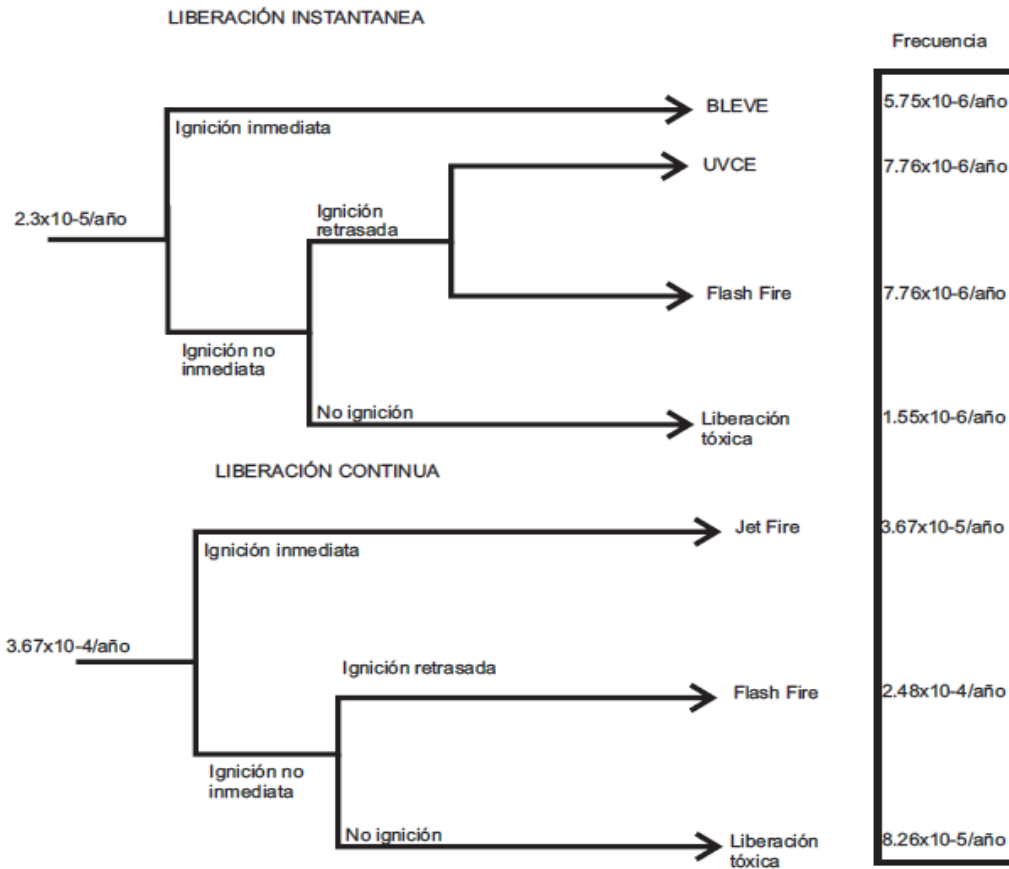 LIBERACIÓN INSTANTANEA
Frecuencia
BLEVE
5.75x10-6/año
Ignición inmediata
UVCE
7.76x10-6/año
2.3x10-5/año
Ignición
retrasada
Flash Fire
7.76x10-6/año
Ignición no
inmediata
No ignición
Liberación
tóxica
1.55x10-6/año
LIBERACIÓN CONTINUA
Jet Fire
3.67x10-5/año
Ignición inmediata
3.67x10-4/año
Ignición retrasada
Flash Fire
2.48x10-4/año
Ignición no
inmediata
No ignición
Liberación
tóxica
8.26x10-5/año